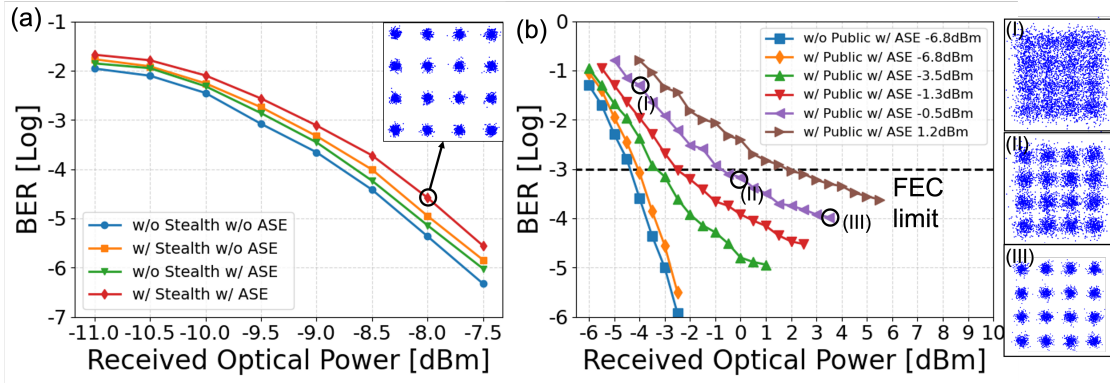 (a)
-1
-2
-3
-4
-5
-6
-7
BER [Log]
w/o Stealth w/o ASE
w/ Stealth w/o ASE
w/o Stealth w/ ASE
w/ Stealth w/ ASE
-11.0 -10.5 -10.0 -9.5 -9.0 -8.5 -8.0 -7.5
Received Optical Power [dBm]
(b)
0
-1
-2
-3
-4
-5
-6
BER [Log]
w/o Public w/ ASE -6.8dBm
w/ Public w/ ASE -6.8dBm
w/ Public w/ ASE -3.5dBm
w/ Public w/ ASE -1.3dBm
w/ Public w/ ASE -0.5dBm
w/ Public w/ ASE 1.2dBm
(I)
(II)
(III)
FEC
limit
-6 -5 -4 -3 -2 -1 0 1 2 3 4 5 6 7 8 9 10
Received Optical Power [dBm]
(I)
(II)
(III)